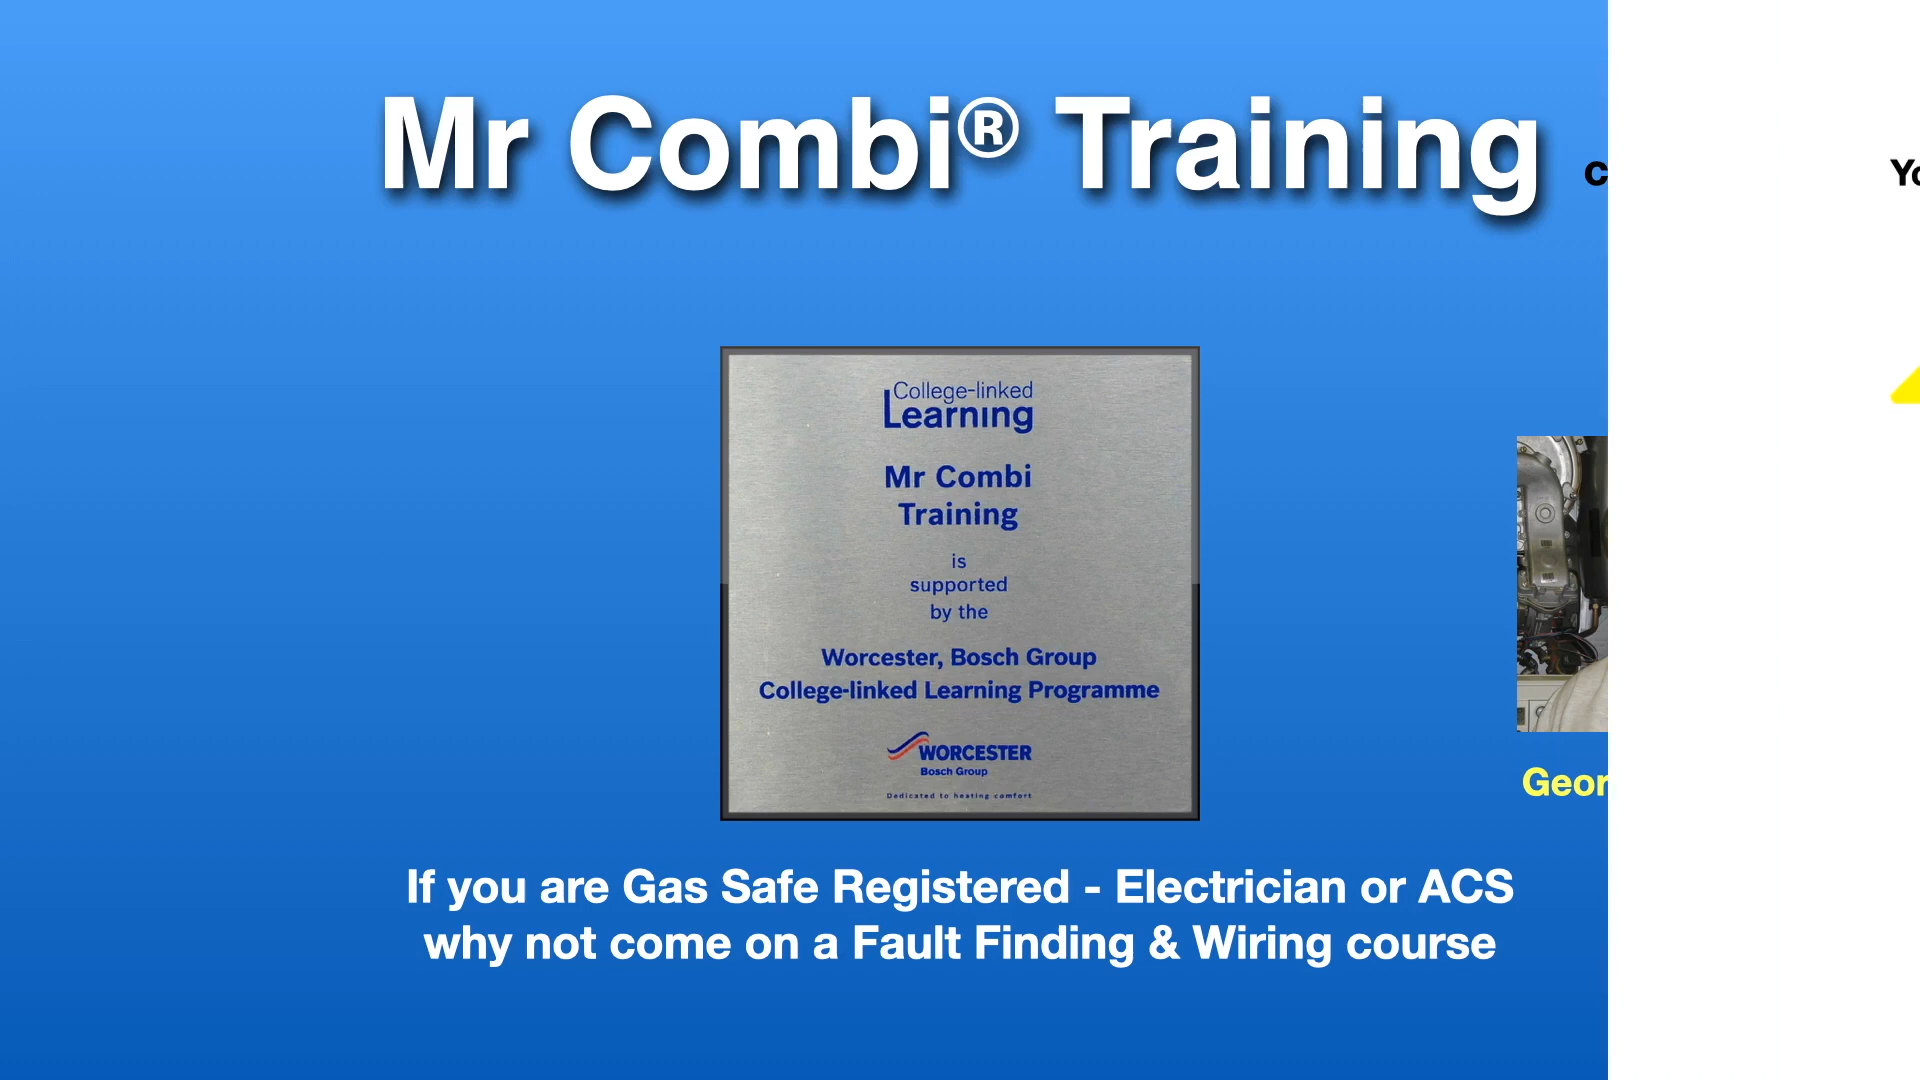 Mr Combi® Training
College-linked
Learning
Mr Combi
Training
is
supported
by the
Worcester, Bosch Group
College-linked Learning Programme
WORCESTER
Bosch Group
Dedicated to heating comfort
If you are Gas Safe Registered - Electrician or ACS
why not come on a Fault Finding & Wiring course